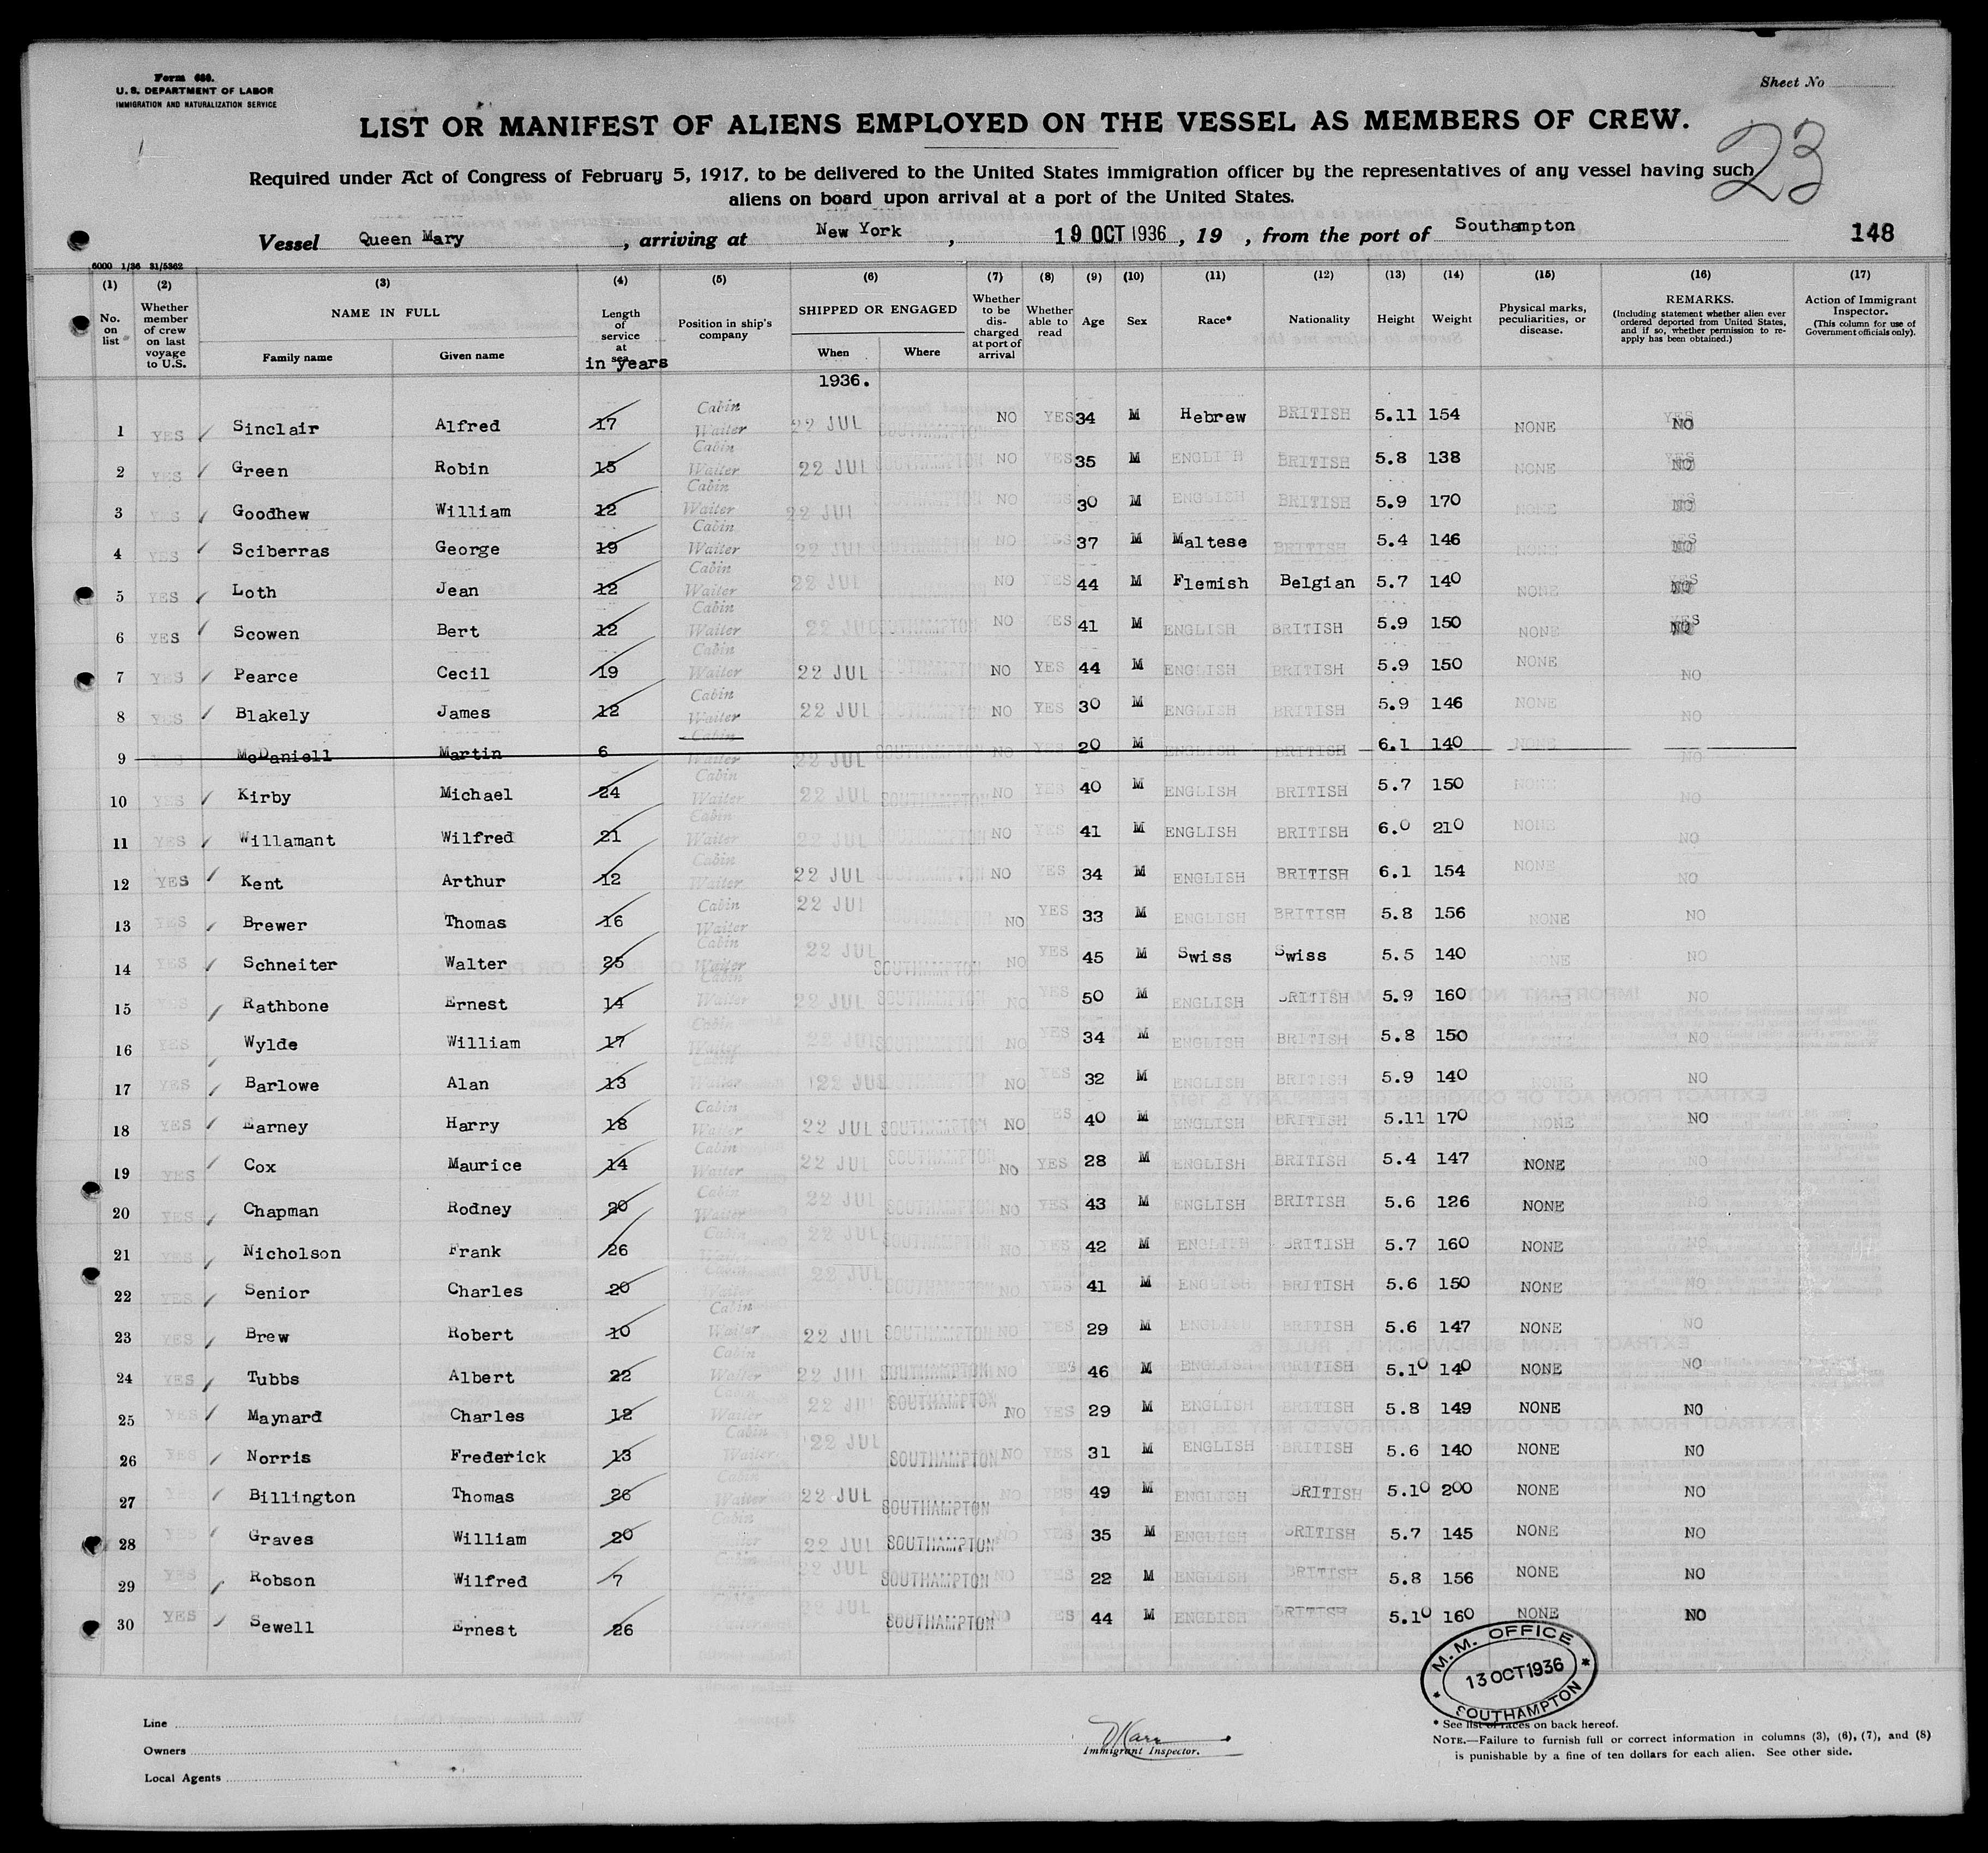 Form 680.
U. S. DEPARTMENT OF LABOR
IMMIGRATION AND NATURALIZATION SERVICE
Sheet No
LIST OR MANIFEST OF ALIENS EMPLOYED ON THE VESSEL AS MEMBERS OF CREW.
23
Required under Act of Congress of February 5, 1917, to be delivered to the United States immigration officer by the representatives of any vessel having such
aliens on board upon arrival at a port of the United States.
Vessel Queen Mary, arriving at New York, 19 OCT 1936, 19 , from the port of Southampton 148
6000 1/36 31/5362
(1) (2) (3) (4) (5) (6) (7) (8) (9) (10) (11) (12) (13) (14) (15) (16) (17)
No. on list
Whether member of crew on last voyage to U.S.
NAME IN FULL
Family name Given name
Length of service at sea in years
Position in ship's company
SHIPPED OR ENGAGED
When Where
Whether to be discharged at port of arrival
Whether able to read
Age
Sex
Race*
Nationality
Height
Weight
Physical marks, peculiarities, or disease.
REMARKS.
(Including statement whether alien ever ordered deported from United States, and if so, whether permission to reapply has been obtained.)
Action of Immigrant Inspector.
(This column for use of Government officials only).
1936.
1 YES Sinclair Alfred 17 Cabin Waiter 22 JUL SOUTHAMPTON NO YES 34 M Hebrew BRITISH 5.11 154 NONE YES NO
2 YES Green Robin 15 Cabin Waiter 22 JUL SOUTHAMPTON NO YES 35 M ENGLISH BRITISH 5.8 138 NONE YES NO
3 YES Goodhew William 12 Cabin Waiter 22 JUL SOUTHAMPTON NO YES 30 M ENGLISH BRITISH 5.9 170 NONE YES NO
4 YES Sciberras George 19 Cabin Waiter 22 JUL SOUTHAMPTON NO YES 37 M Maltese BRITISH 5.4 146 NONE YES NO
5 YES Loth Jean 12 Cabin Waiter 22 JUL NO YES 44 M Flemish Belgian 5.7 140 NONE YES NO
6 YES Scowen Bert 12 Cabin Waiter 22 JUL SOUTHAMPTON NO YES 41 M ENGLISH BRITISH 5.9 150 NONE YES NO
7 YES Pearce Cecil 19 Cabin Waiter 22 JUL SOUTHAMPTON NO YES 44 M ENGLISH BRITISH 5.9 150 NONE NO
8 YES Blakely James 12 Cabin Waiter 22 JUL SOUTHAMPTON NO YES 30 M ENGLISH BRITISH 5.9 146 NONE NO
9 YES McDaniell Martin 6 Cabin Waiter 22 JUL SOUTHAMPTON NO YES 20 M ENGLISH BRITISH 6.1 140 NONE NO
10 YES Kirby Michael 24 Cabin Waiter 22 JUL SOUTHAMPTON NO YES 40 M ENGLISH BRITISH 5.7 150 NONE NO
11 YES Willamant Wilfred 21 Cabin Waiter 22 JUL SOUTHAMPTON NO YES 41 M ENGLISH BRITISH 6.0 210 NONE NO
12 YES Kent Arthur 12 Cabin Waiter 22 JUL SOUTHAMPTON NO YES 34 M ENGLISH BRITISH 6.1 154 NONE NO
13 YES Brewer Thomas 16 Cabin Waiter 22 JUL NO YES 33 M ENGLISH BRITISH 5.8 156 NONE NO
14 YES Schneiter Walter 25 Cabin Waiter 22 JUL SOUTHAMPTON NO YES 45 M Swiss Swiss 5.5 140 NONE NO
15 YES Rathbone Ernest 14 Cabin Waiter 22 JUL SOUTHAMPTON NO YES 50 M ENGLISH BRITISH 5.9 160 NO
16 YES Wylde William 17 Cabin Waiter 22 JUL SOUTHAMPTON NO YES 34 M ENGLISH BRITISH 5.8 150 NO
17 YES Barlowe Alan 13 Waiter 22 JUL SOUTHAMPTON NO YES 32 M ENGLISH BRITISH 5.9 140 NONE NO
18 YES Earney Harry 18 Cabin Waiter 22 JUL SOUTHAMPTON NO YES 40 M ENGLISH BRITISH 5.11 170 NONE NO
19 YES Cox Maurice 14 Cabin Waiter 22 JUL SOUTHAMPTON NO YES 28 M ENGLISH BRITISH 5.4 147 NONE NO
20 YES Chapman Rodney 20 Cabin Waiter 22 JUL SOUTHAMPTON NO YES 43 M ENGLISH BRITISH 5.6 126 NONE NO
21 YES Nicholson Frank 26 Cabin Waiter 22 JUL SOUTHAMPTON NO YES 42 M ENGLISH BRITISH 5.7 160 NONE NO
22 YES Senior Charles 20 Cabin Waiter 22 JUL SOUTHAMPTON NO YES 41 M ENGLISH BRITISH 5.6 150 NONE NO
23 YES Brew Robert 10 Cabin Waiter 22 JUL SOUTHAMPTON NO YES 29 M ENGLISH BRITISH 5.6 147 NONE NO
24 YES Tubbs Albert 22 Cabin Waiter 22 JUL SOUTHAMPTON NO YES 46 M ENGLISH BRITISH 5.10 140 NONE NO
25 YES Maynard Charles 12 Cabin Waiter 22 JUL SOUTHAMPTON NO YES 29 M ENGLISH BRITISH 5.8 149 NONE NO
26 YES Norris Frederick 13 Cabin Waiter 22 JUL SOUTHAMPTON NO YES 31 M ENGLISH BRITISH 5.6 140 NONE NO
27 YES Billington Thomas 26 Cabin Waiter 22 JUL SOUTHAMPTON NO YES 49 M ENGLISH BRITISH 5.10 200 NONE NO
28 YES Graves William 20 Cabin Waiter 22 JUL SOUTHAMPTON NO YES 35 M ENGLISH BRITISH 5.7 145 NONE NO
29 YES Robson Wilfred 7 Cabin 22 JUL SOUTHAMPTON NO YES 22 M ENGLISH BRITISH 5.8 156 NONE NO
30 YES Sewell Ernest 26 22 JUL SOUTHAMPTON NO YES 44 M ENGLISH BRITISH 5.10 160 NONE NO
M.M. OFFICE
13 OCT 1936
SOUTHAMPTON
Line
Owners
Local Agents
Immigrant Inspector.
* See list of races on back hereof.
NOTE.—Failure to furnish full or correct information in columns (3), (6), (7), and (8)
is punishable by a fine of ten dollars for each alien. See other side.